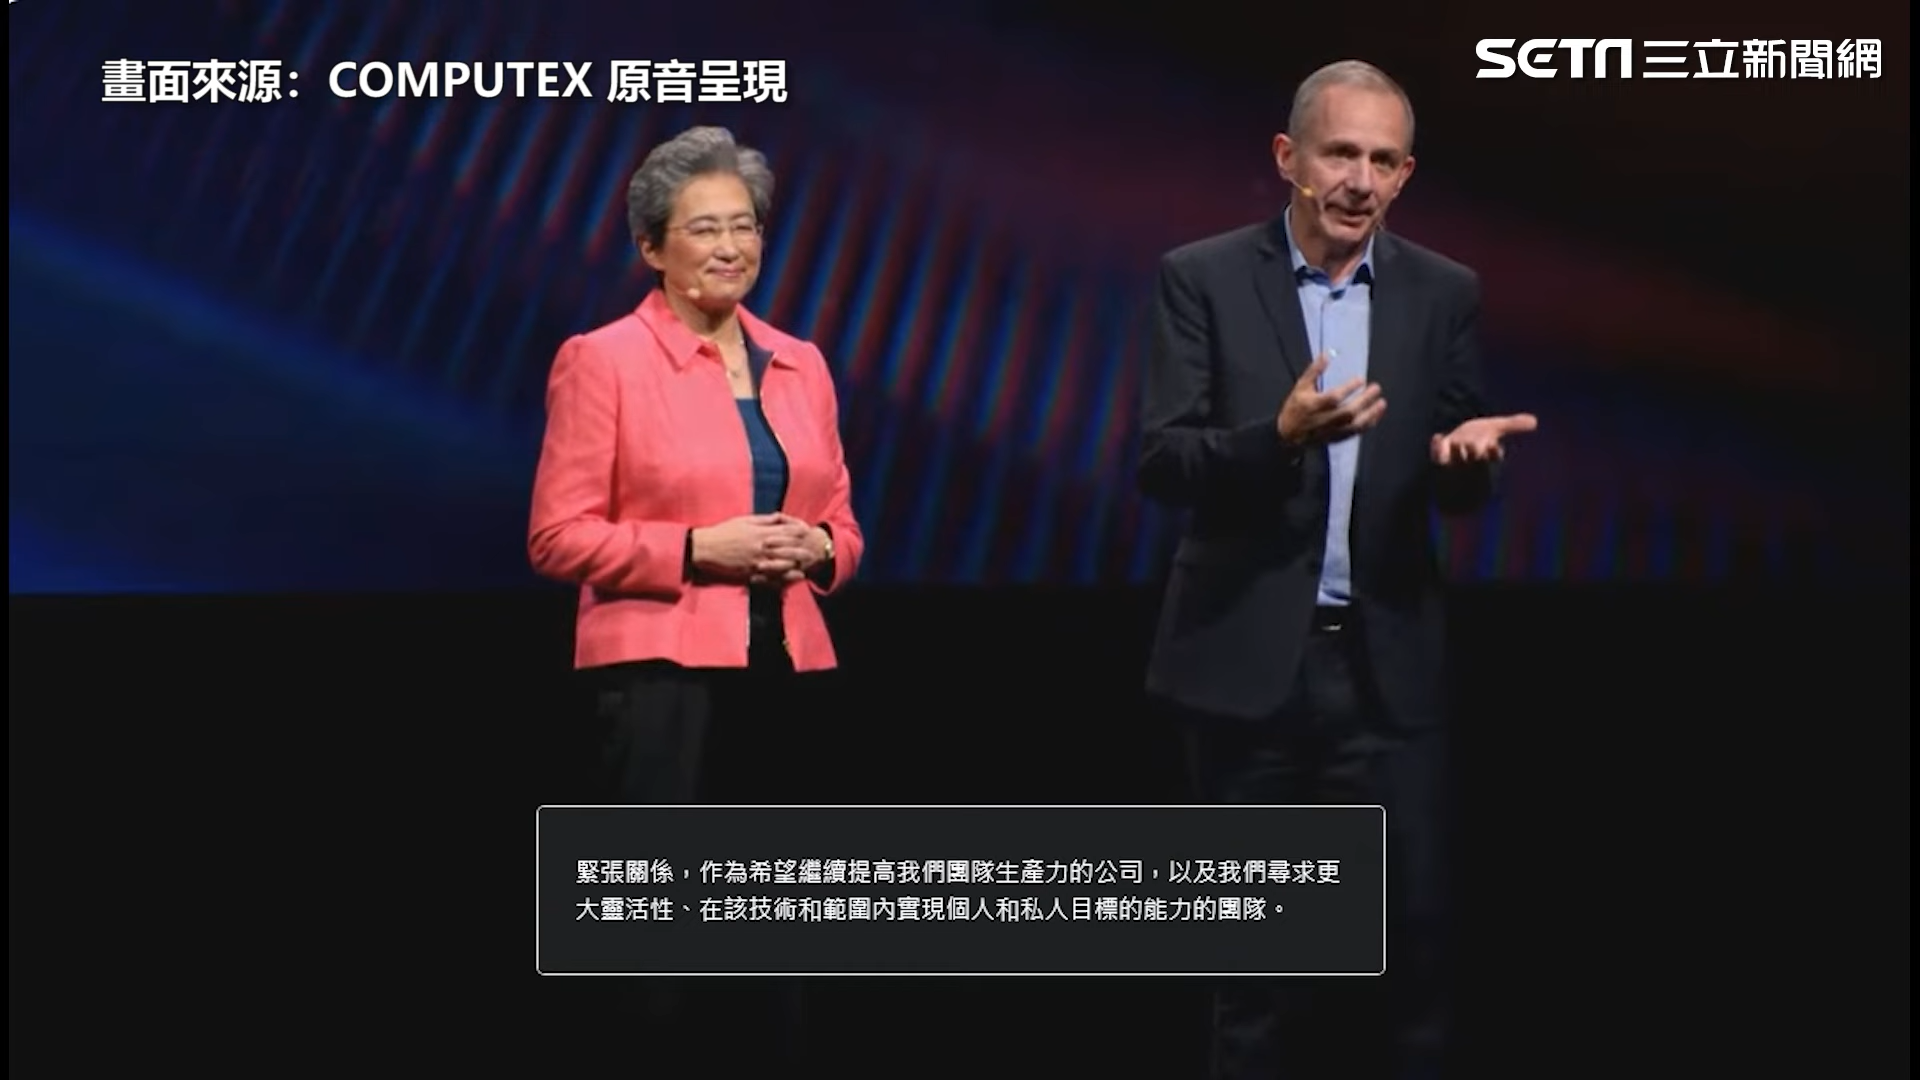 畫面來源：COMPUTEX 原音呈現
SETN三立新聞網
緊張關係，作為希望繼續提高我們團隊生產力的公司，以及我們尋求更
大靈活性、在該技術和範圍內實現個人和私人目標的能力的團隊。